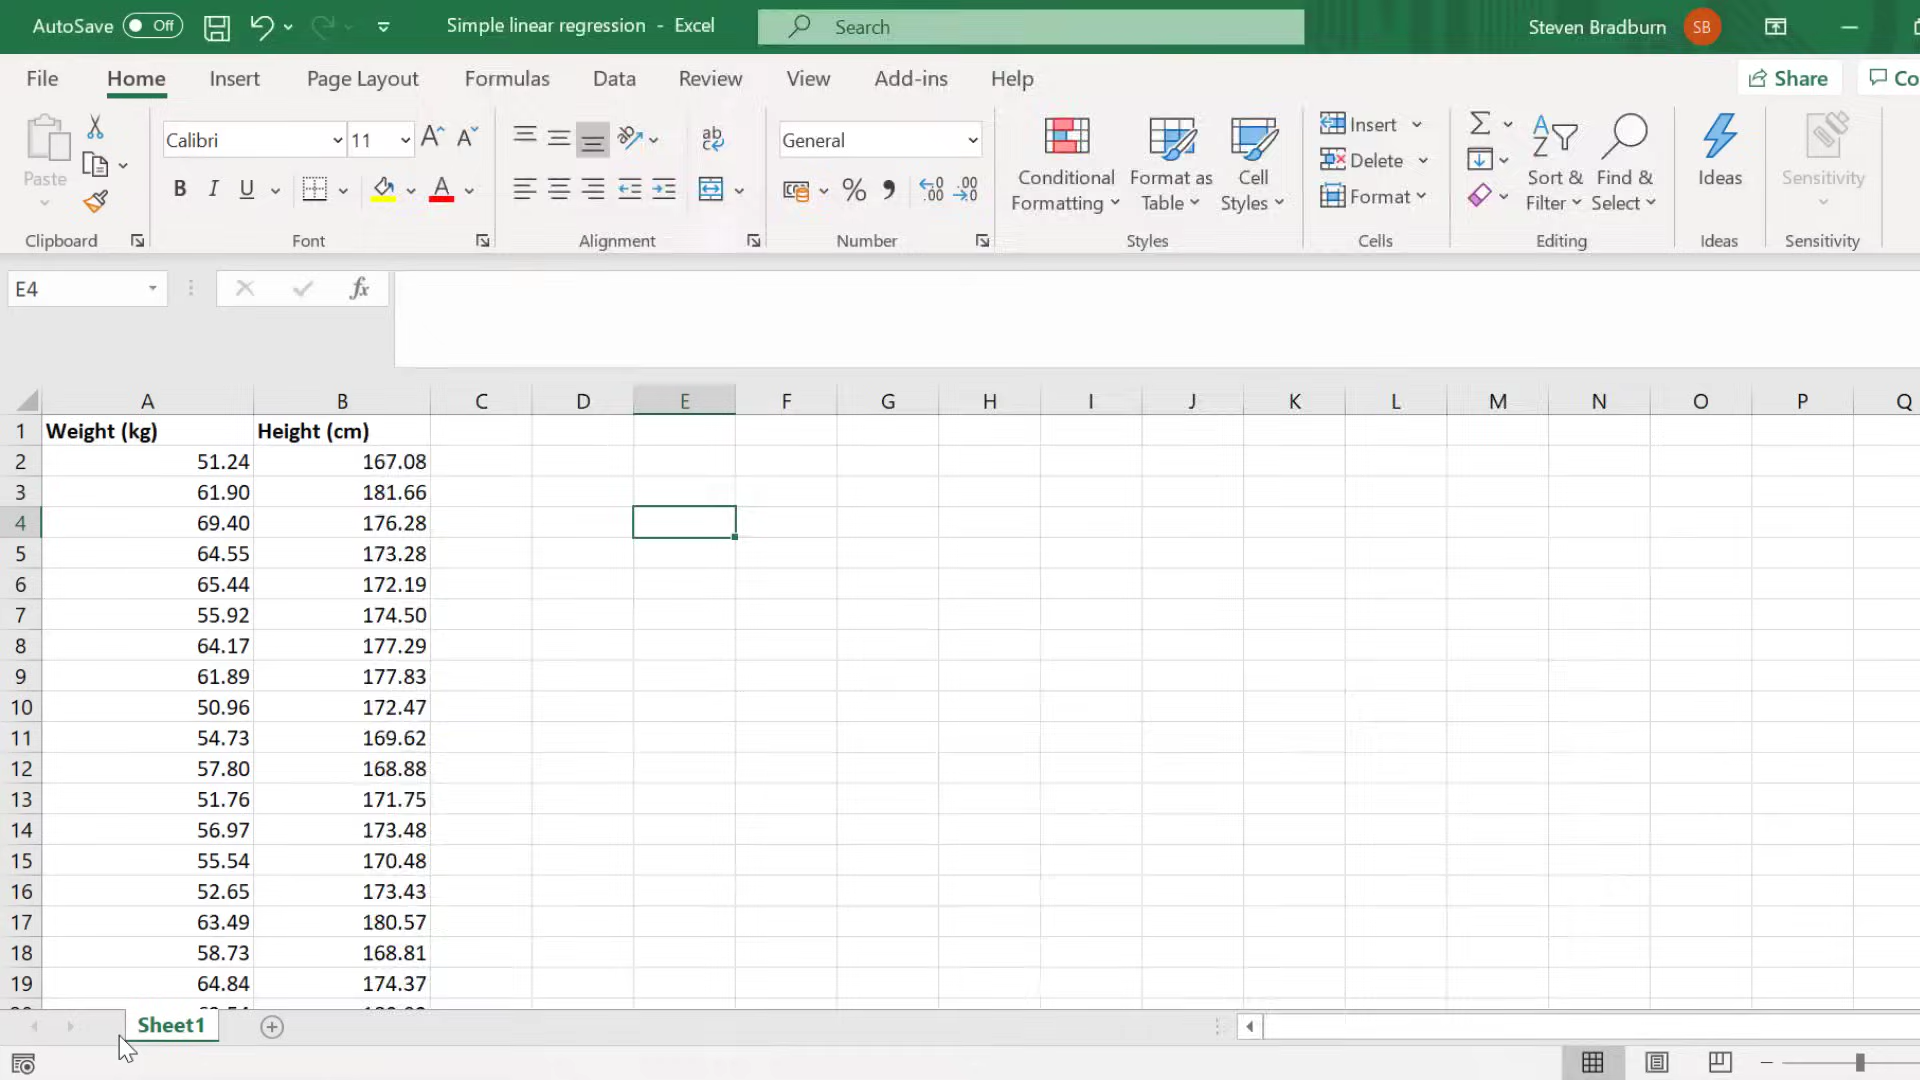 AutoSave Off Simple linear regression - Excel Search Steven Bradburn SB
File Home Insert Page Layout Formulas Data Review View Add-ins Help Share Co
Paste
Calibri 11
B I U A
ab
General
% .00 .00
Conditional Formatting
Format as Table
Cell Styles
Insert
Delete
Format
Sort & Filter
Find & Select
Ideas
Sensitivity
Clipboard Font Alignment Number Styles Cells Editing Ideas Sensitivity
E4 fx
A B C D E F G H I J K L M N O P Q
1 Weight (kg) Height (cm)
2 51.24 167.08
3 61.90 181.66
4 69.40 176.28
5 64.55 173.28
6 65.44 172.19
7 55.92 174.50
8 64.17 177.29
9 61.89 177.83
10 50.96 172.47
11 54.73 169.62
12 57.80 168.88
13 51.76 171.75
14 56.97 173.48
15 55.54 170.48
16 52.65 173.43
17 63.49 180.57
18 58.73 168.81
19 64.84 174.37
Sheet1